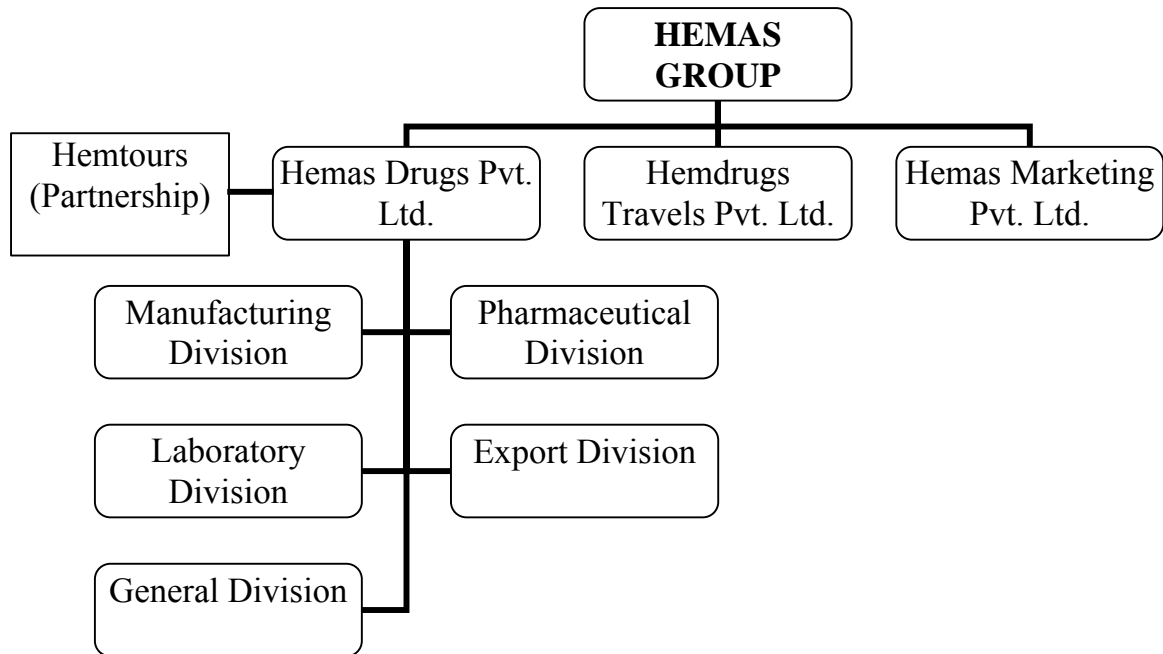 HEMAS
GROUP
Hemtours
(Partnership)
Hemas Drugs Pvt.
Ltd.
Hemdrugs
Travels Pvt. Ltd.
Hemas Marketing
Pvt. Ltd.
Manufacturing
Division
Pharmaceutical
Division
Laboratory
Division
Export Division
General Division